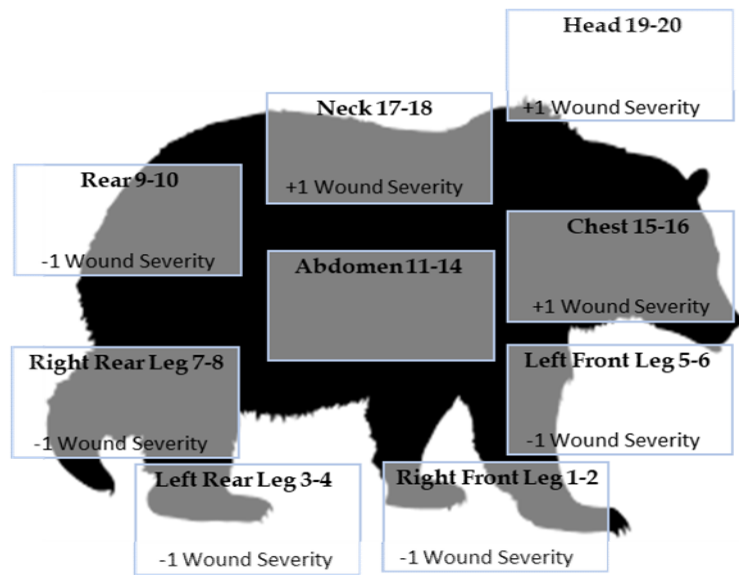 Head 19-20
+1 Wound Severity
Neck 17-18
+1 Wound Severity
Rear 9-10
-1 Wound Severity
Chest 15-16
+1 Wound Severity
Abdomen 11-14
Right Rear Leg 7-8
-1 Wound Severity
Left Front Leg 5-6
-1 Wound Severity
Left Rear Leg 3-4
-1 Wound Severity
Right Front Leg 1-2
-1 Wound Severity